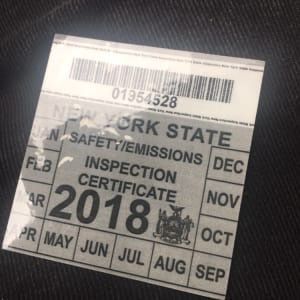 01954528
NEW YORK STATE
JAN SAFETY/EMISSIONS DEC
FEB INSPECTION NOV
CERTIFICATE
MAR 2018 OCT
APR MAY JUN JUL AUG SEP